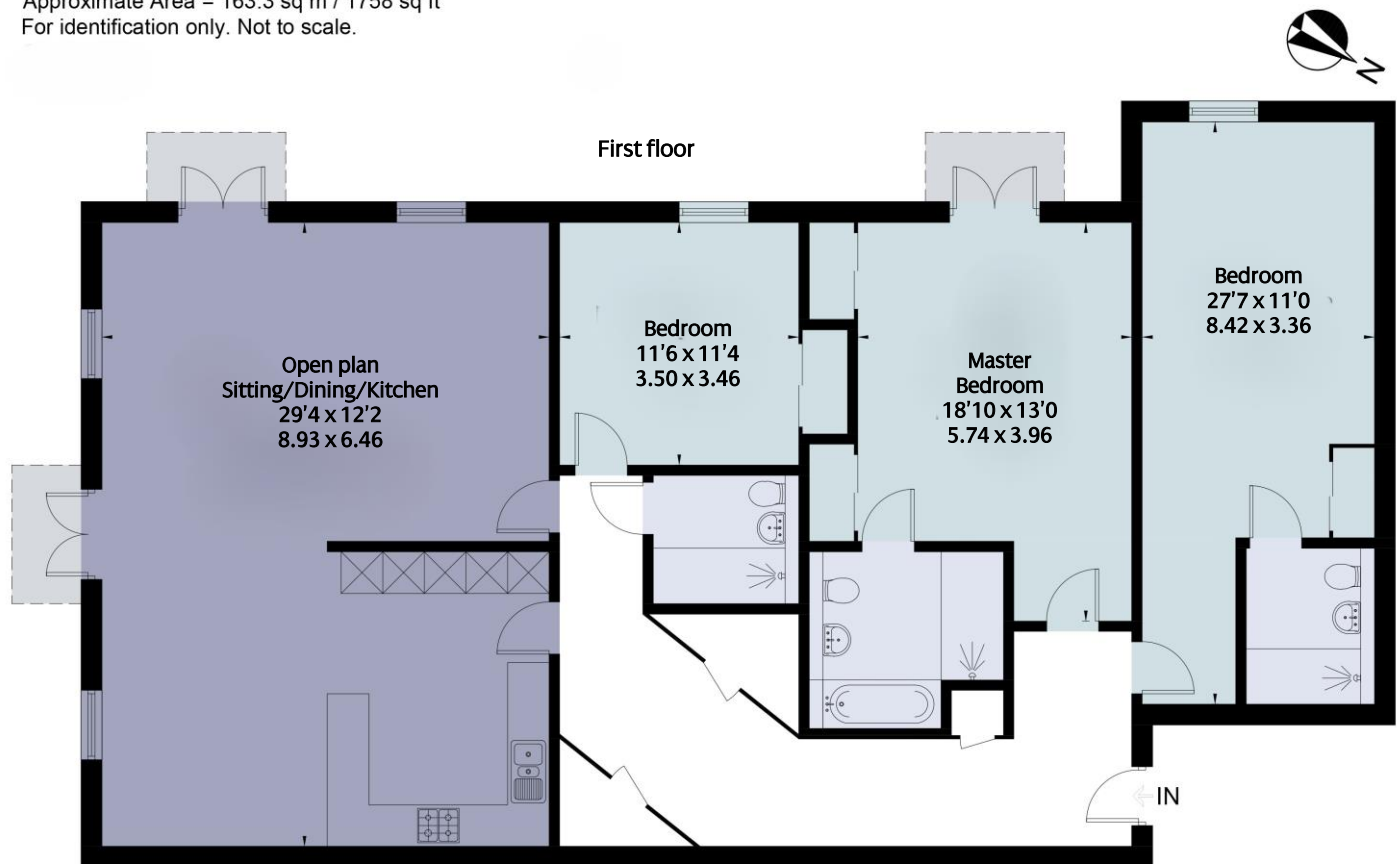 Approximate Area = 163.3 sq m / 1758 sq ft
For identification only. Not to scale.
N
First floor
Open plan
Sitting/Dining/Kitchen
29'4 x 12'2
8.93 x 6.46
Bedroom
11'6 x 11'4
3.50 x 3.46
Master
Bedroom
18'10 x 13'0
5.74 x 3.96
Bedroom
27'7 x 11'0
8.42 x 3.36
IN